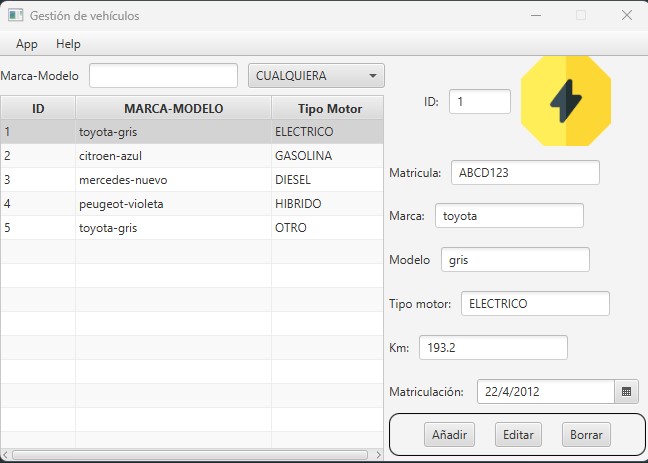 Gestión de vehículos
App Help
Marca-Modelo CUALQUIERA
ID MARCA-MODELO Tipo Motor
1 toyota-gris ELECTRICO
2 citroen-azul GASOLINA
3 mercedes-nuevo DIESEL
4 peugeot-violeta HIBRIDO
5 toyota-gris OTRO
ID: 1
Matricula: ABCD123
Marca: toyota
Modelo gris
Tipo motor: ELECTRICO
Km: 193.2
Matriculación: 22/4/2012
Añadir Editar Borrar